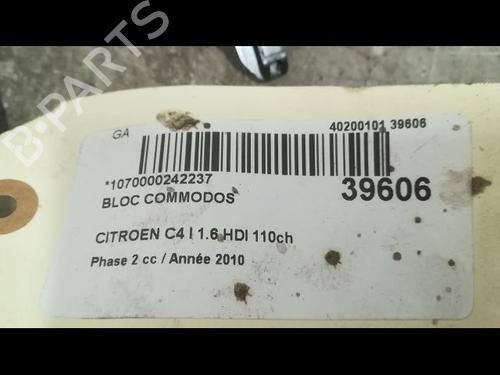 B-PARTS
GA
40200101 39606
*1070000242237
39606
BLOC COMMODOS
CITROEN C4 I 1.6 HDI 110ch
Phase 2 cc / Année 2010